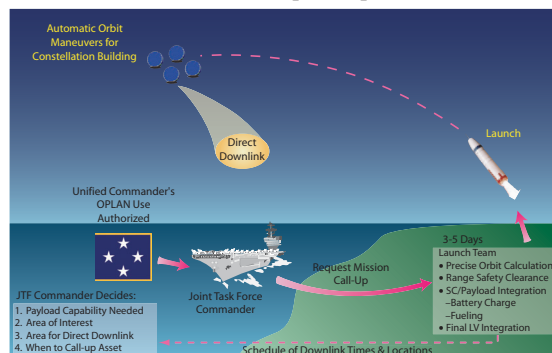 Automatic Orbit
Maneuvers for
Constellation Building
Launch
Direct
Downlink
Unified Commander's
OPLAN Use
Authorized
Joint Task Force
Commander
Request Mission
Call-Up
3-5 Days
Launch Team
• Precise Orbit Calculation
• Range Safety Clearance
• SC/Payload Integration
–Battery Charge
–Fueling
• Final LV Integration
JTF Commander Decides:
1. Payload Capability Needed
2. Area of Interest
3. Area for Direct Downlink
4. When to Call-up Asset
Schedule of Downlink Times & Locations